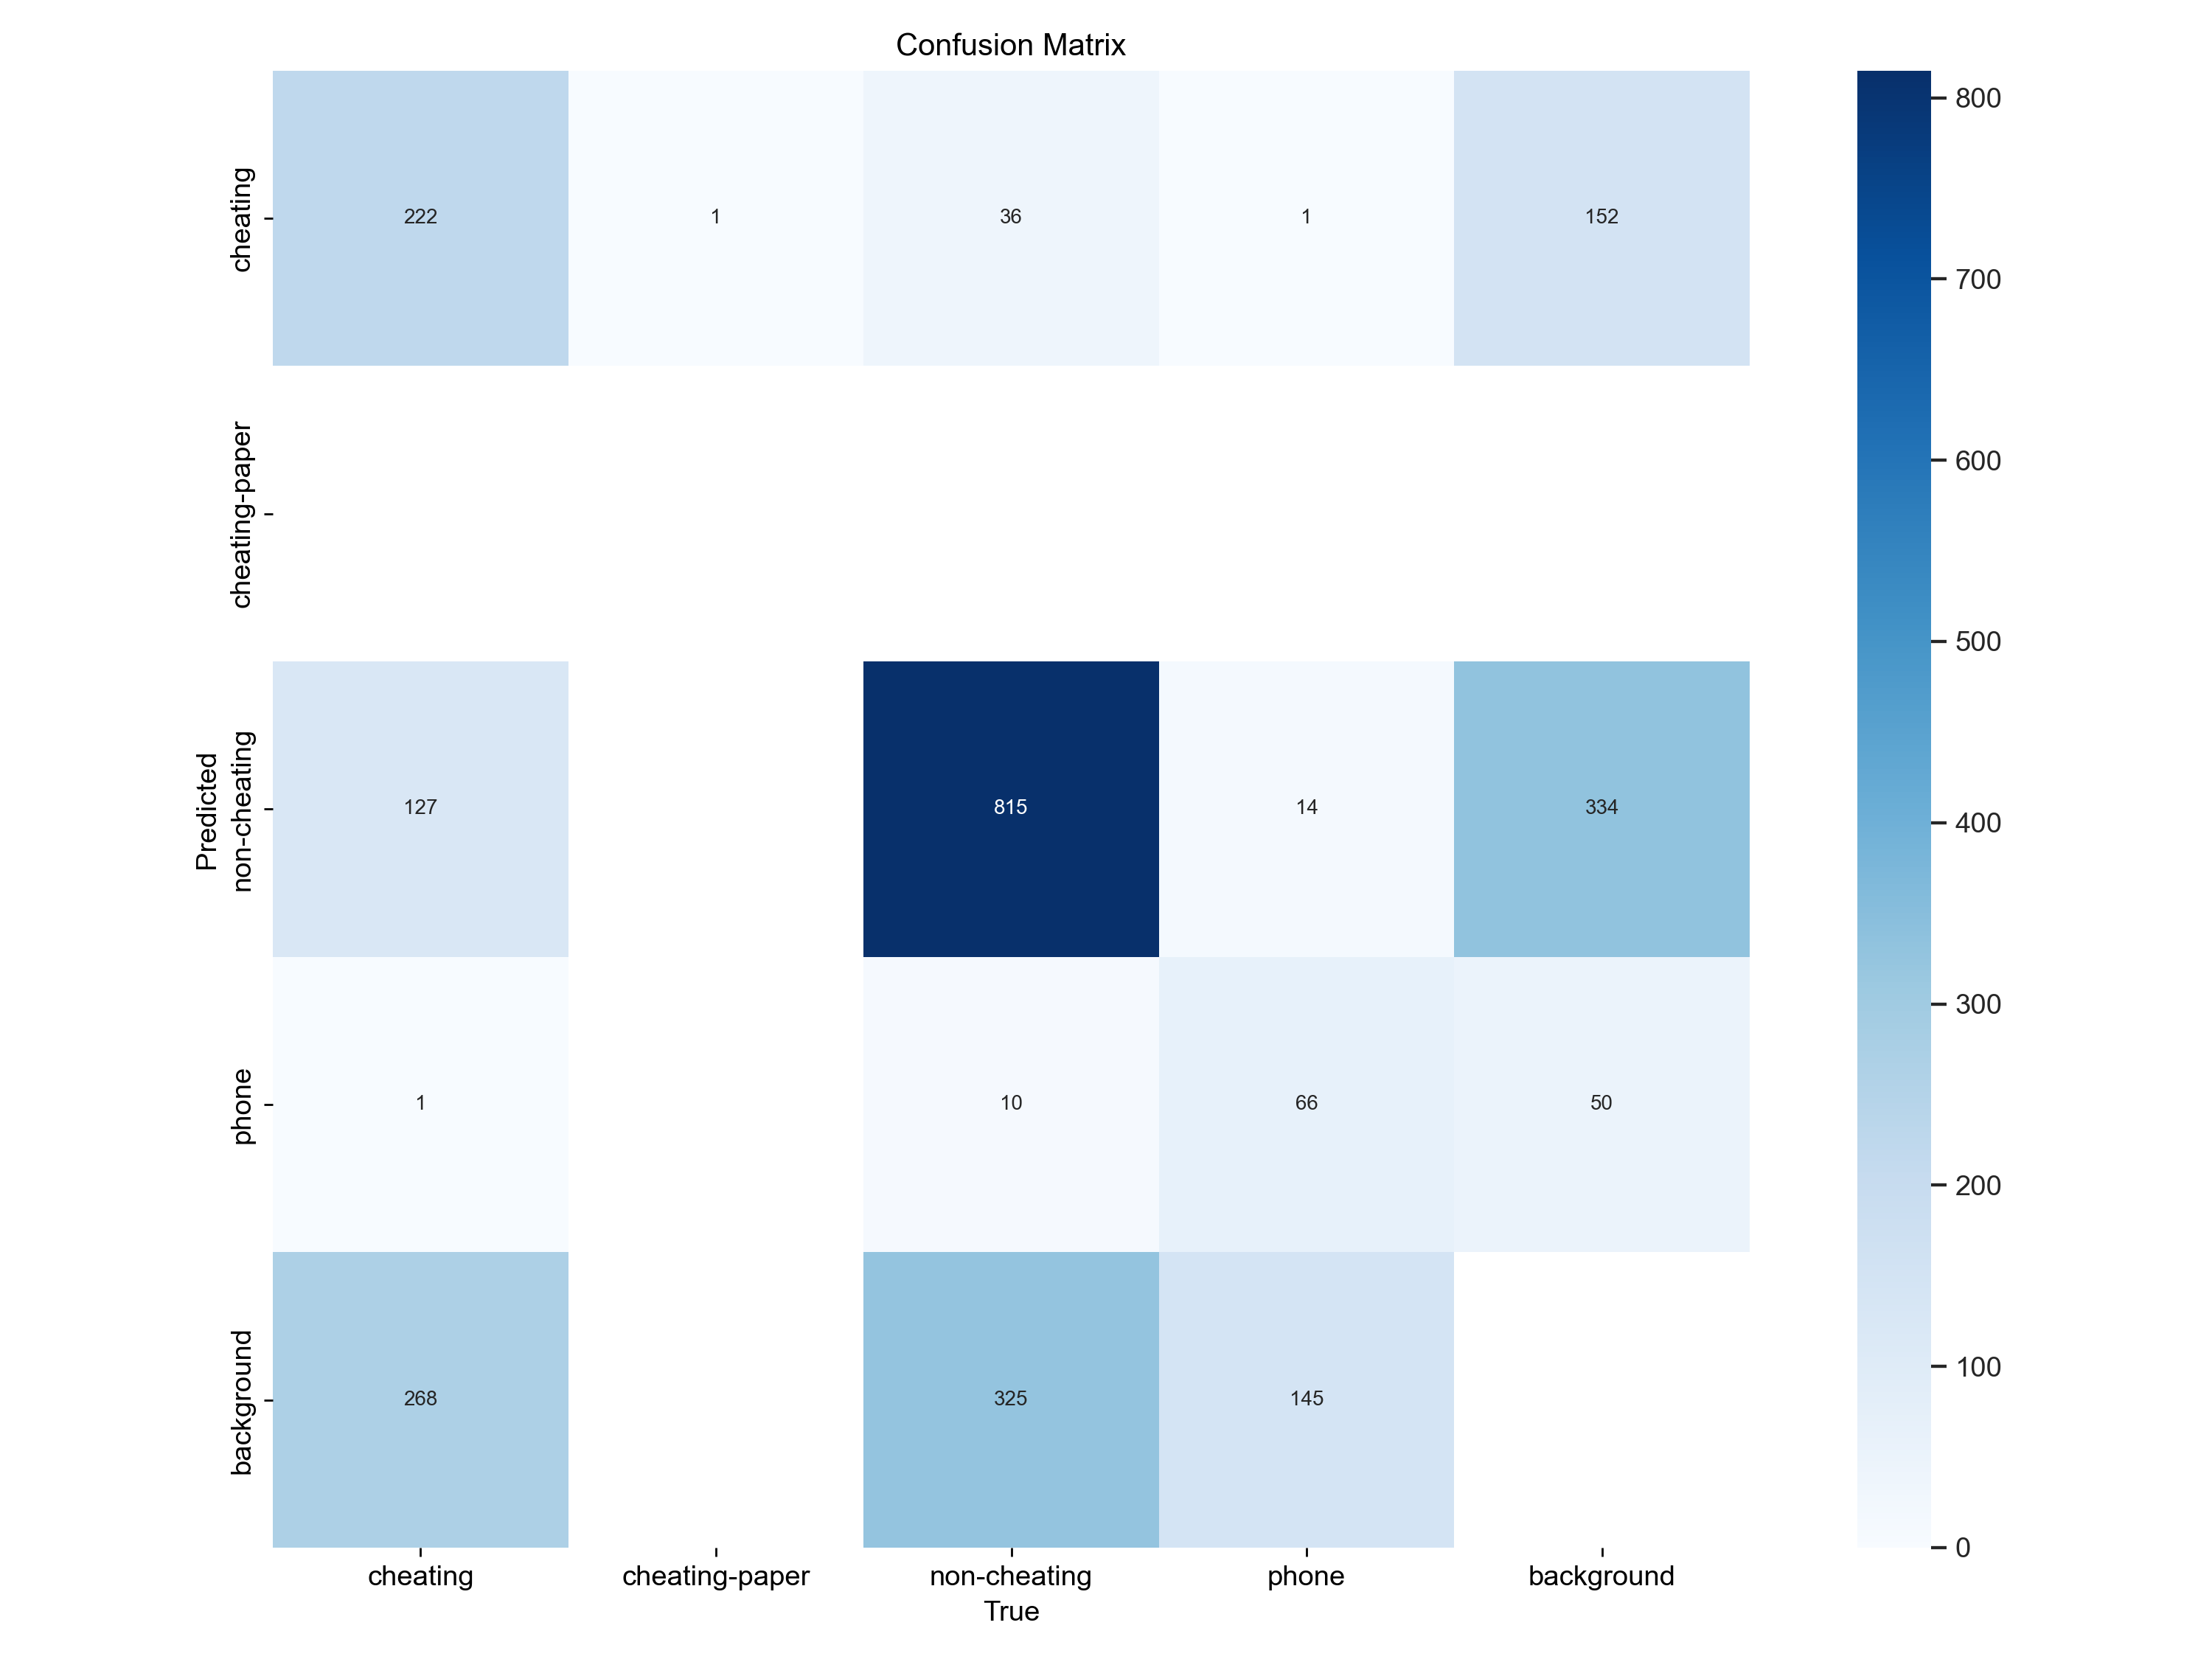 Confusion Matrix
cheating
222
1
36
1
152
800
700
600
500
400
300
200
100
0
cheating-paper
Predicted
non-cheating
127
815
14
334
phone
1
10
66
50
background
268
325
145
cheating
cheating-paper
non-cheating
phone
background
True